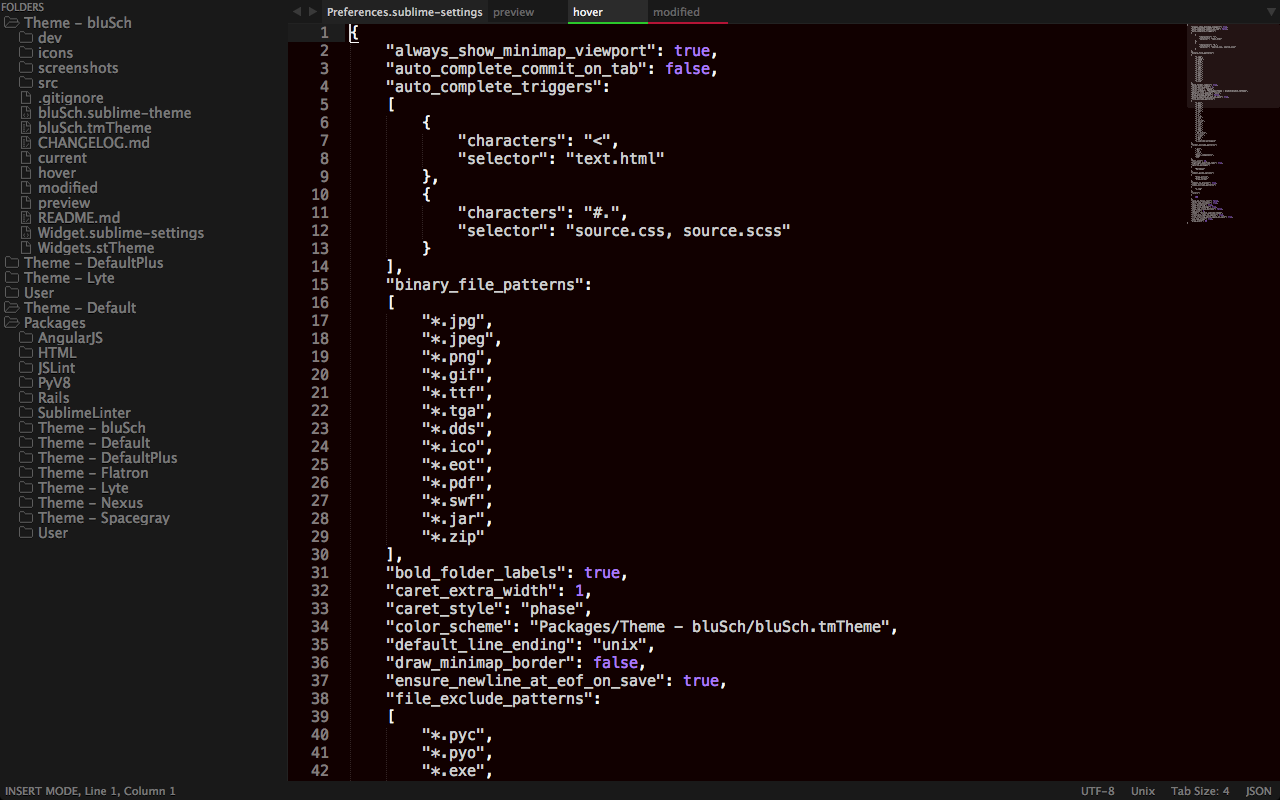 FOLDERS
Theme - bluSch
dev
icons
screenshots
src
.gitignore
bluSch.sublime-theme
bluSch.tmTheme
CHANGELOG.md
current
hover
modified
preview
README.md
Widget.sublime-settings
Widgets.stTheme
Theme - DefaultPlus
Theme - Lyte
User
Theme - Default
Packages
AngularJS
HTML
JSLint
PyV8
Rails
SublimeLinter
Theme - bluSch
Theme - Default
Theme - DefaultPlus
Theme - Flatron
Theme - Lyte
Theme - Nexus
Theme - Spacegray
User
Preferences.sublime-settings preview hover modified
1 {
2 "always_show_minimap_viewport": true,
3 "auto_complete_commit_on_tab": false,
4 "auto_complete_triggers":
5 [
6 {
7 "characters": "<",
8 "selector": "text.html"
9 },
10 {
11 "characters": "#.",
12 "selector": "source.css, source.scss"
13 }
14 ],
15 "binary_file_patterns":
16 [
17 "*.jpg",
18 "*.jpeg",
19 "*.png",
20 "*.gif",
21 "*.ttf",
22 "*.tga",
23 "*.dds",
24 "*.ico",
25 "*.eot",
26 "*.pdf",
27 "*.swf",
28 "*.jar",
29 "*.zip"
30 ],
31 "bold_folder_labels": true,
32 "caret_extra_width": 1,
33 "caret_style": "phase",
34 "color_scheme": "Packages/Theme - bluSch/bluSch.tmTheme",
35 "default_line_ending": "unix",
36 "draw_minimap_border": false,
37 "ensure_newline_at_eof_on_save": true,
38 "file_exclude_patterns":
39 [
40 "*.pyc",
41 "*.pyo",
42 "*.exe",
INSERT MODE, Line 1, Column 1 UTF-8 Unix Tab Size: 4 JSON